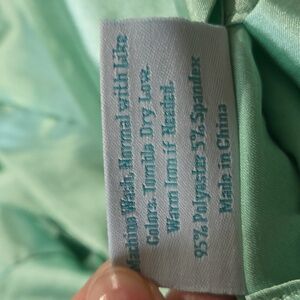 Machine Wash, Normal with Like
Colors. Tumble Dry Low.
Warm Iron if Needed.
95% Polyester 5% Spandex
Made in China